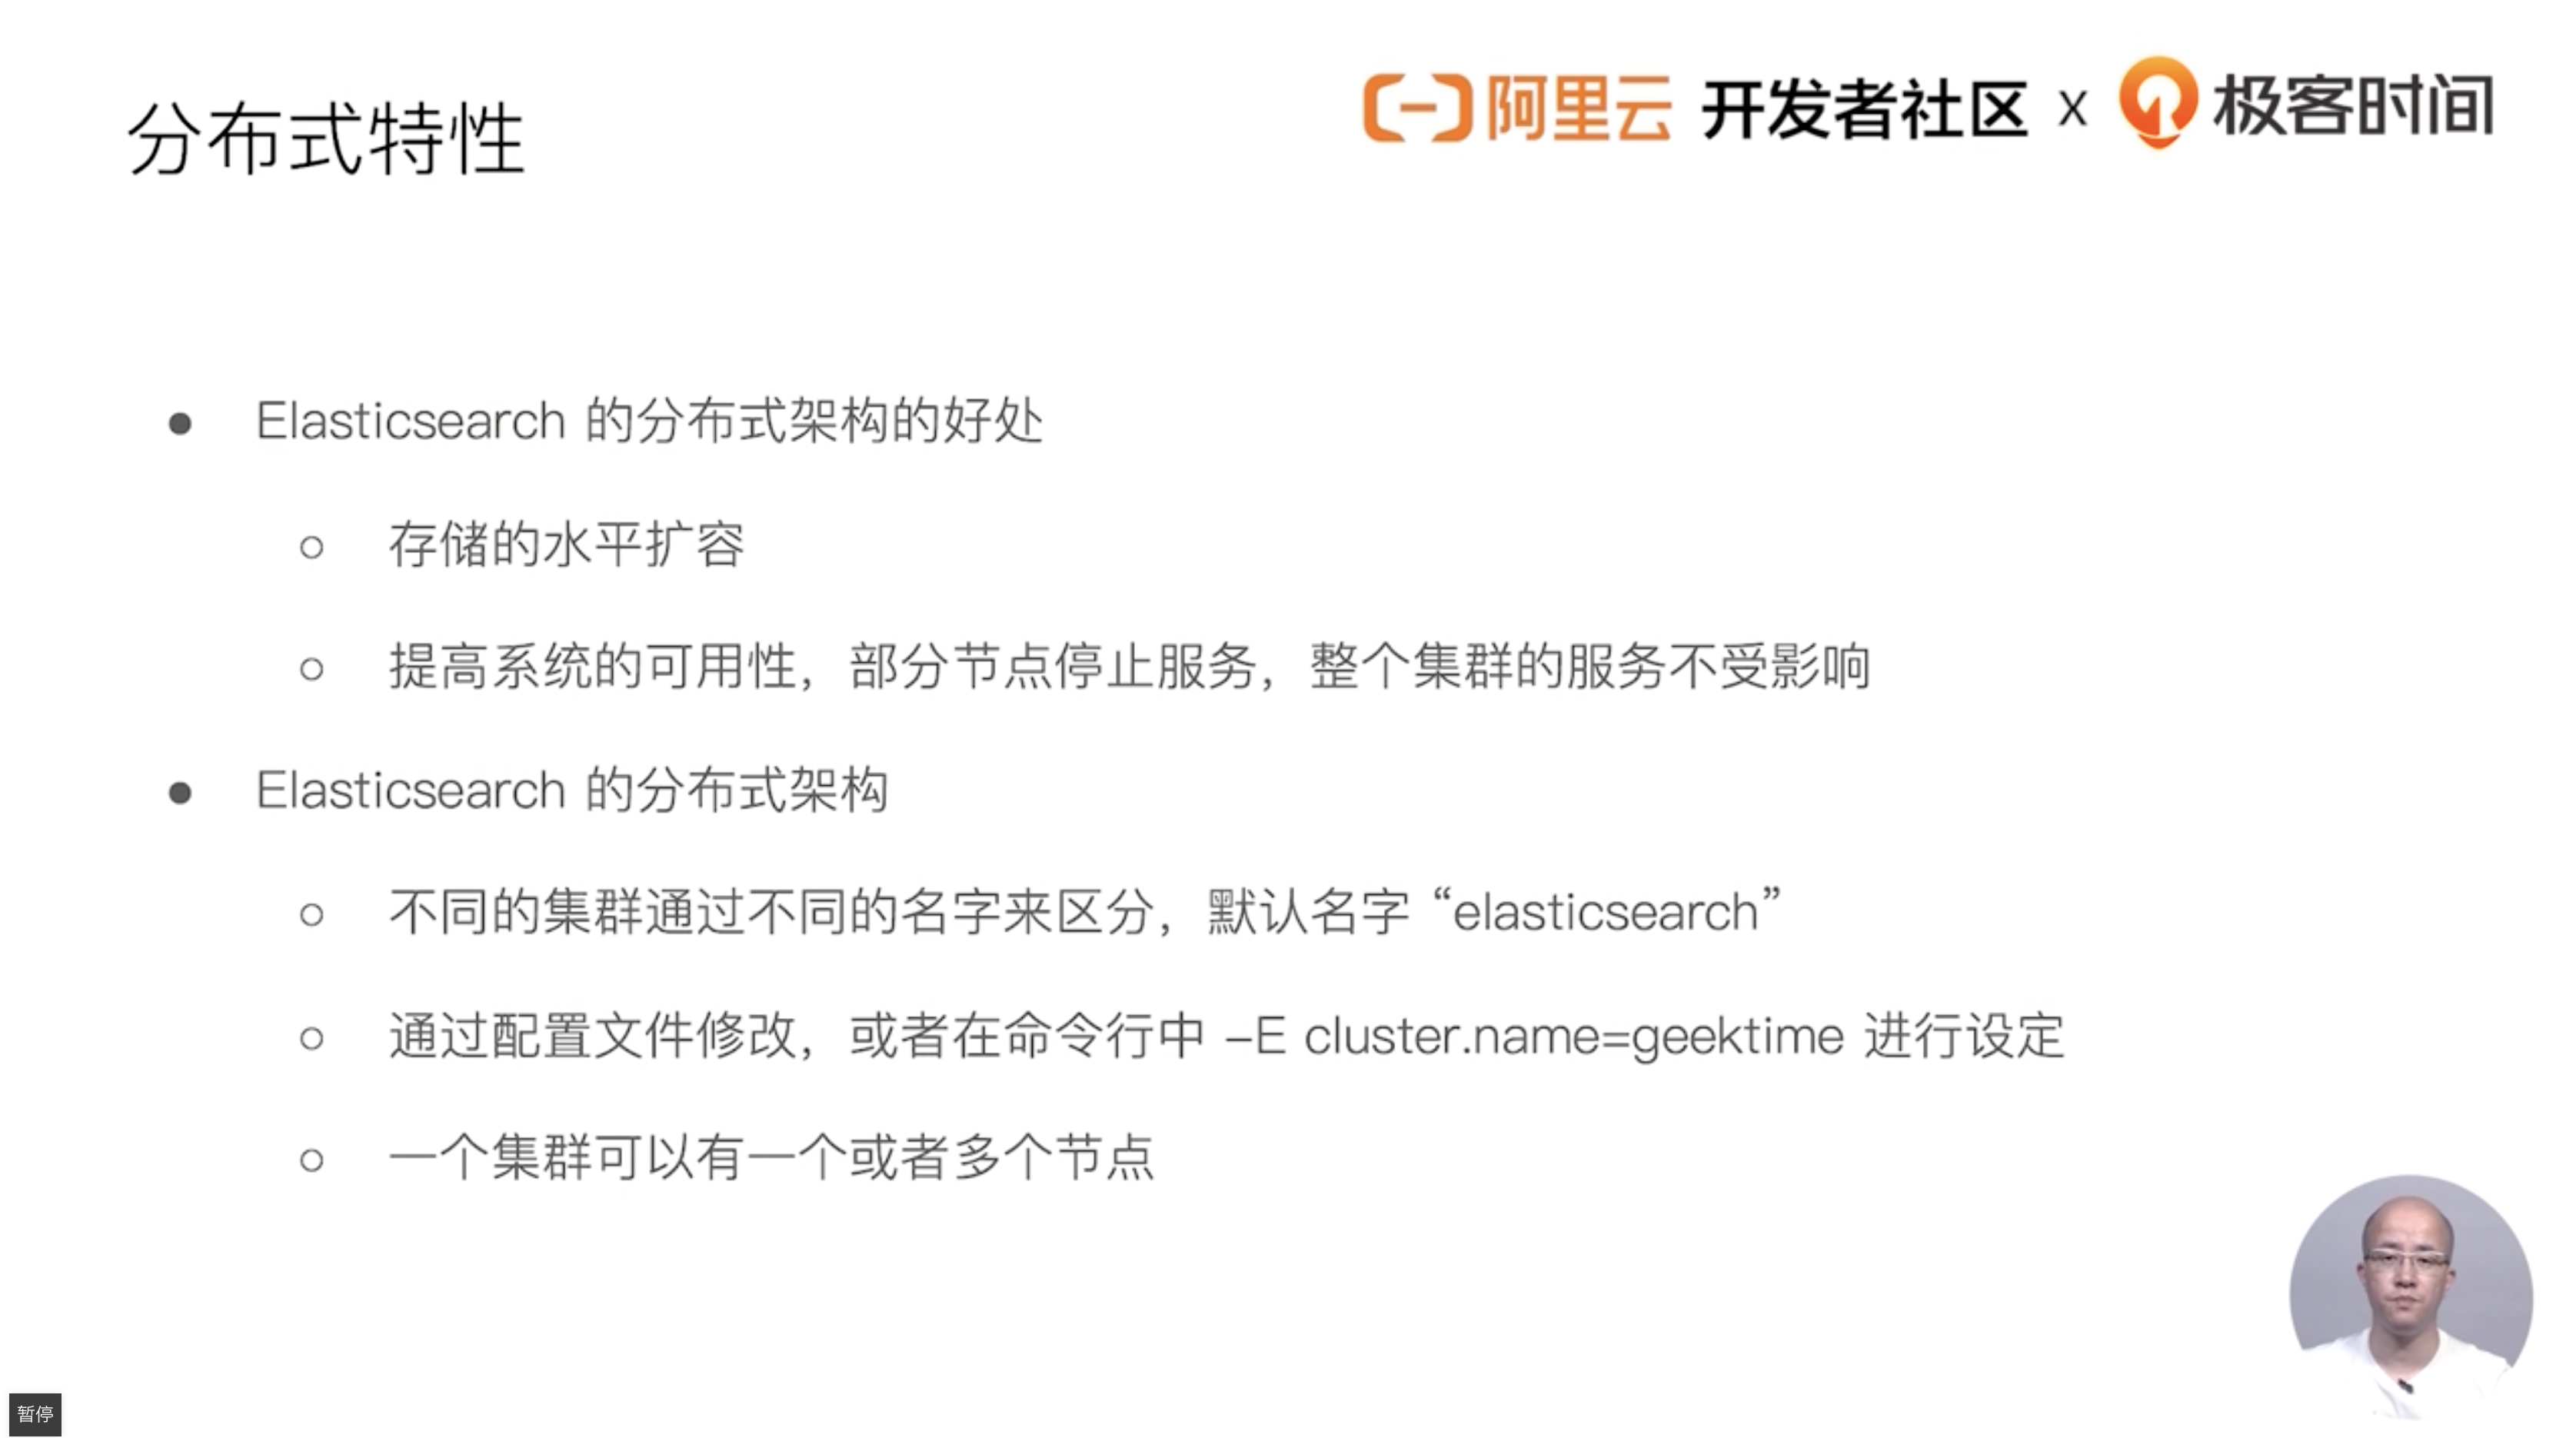 分布式特性
阿里云 开发者社区 x 极客时间
Elasticsearch 的分布式架构的好处
存储的水平扩容
提高系统的可用性，部分节点停止服务，整个集群的服务不受影响
Elasticsearch 的分布式架构
不同的集群通过不同的名字来区分，默认名字 “elasticsearch”
通过配置文件修改，或者在命令行中 –E cluster.name=geektime 进行设定
一个集群可以有一个或者多个节点
暂停